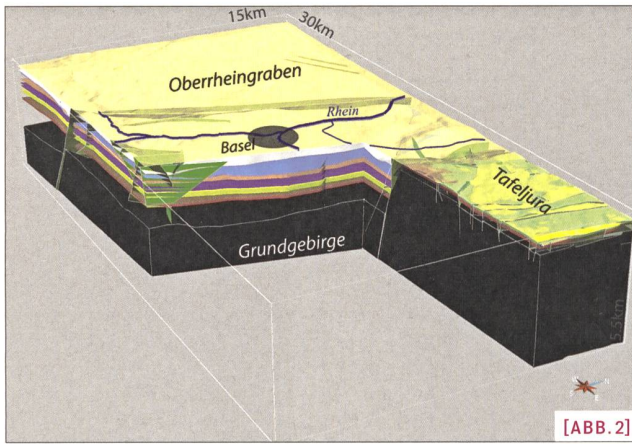 15km
30km
Oberrheingraben
Rhein
Basel
Tafeljura
Grundgebirge
5.5km
N
S
E
[ABB.2]